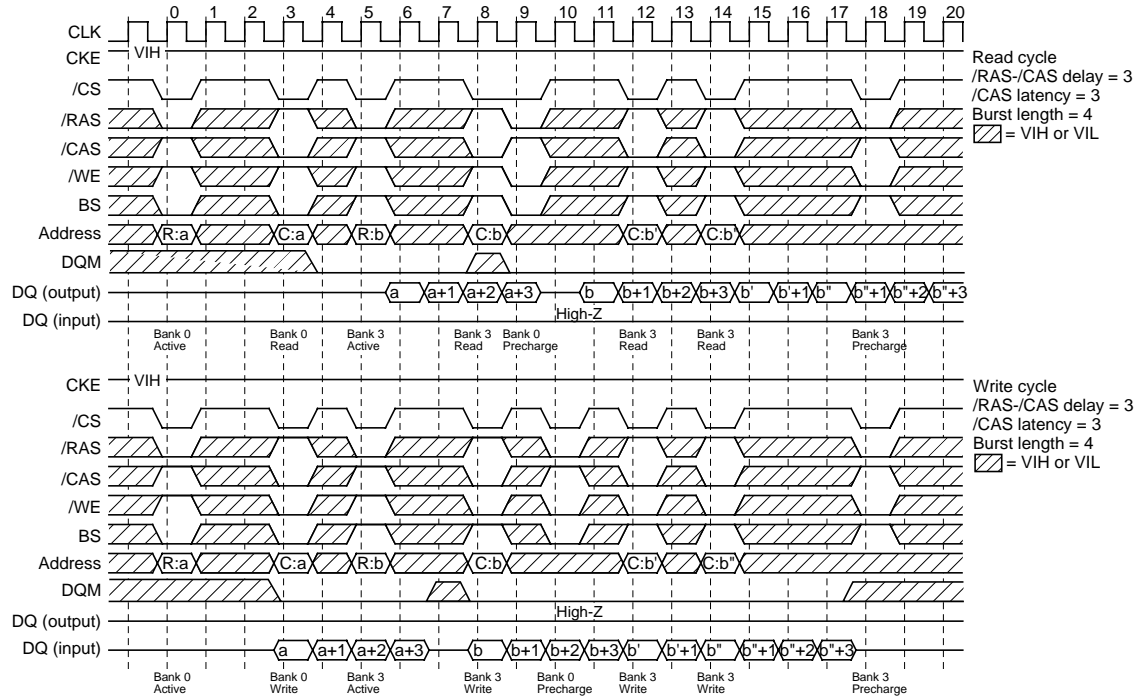 0 1 2 3 4 5 6 7 8 9 10 11 12 13 14 15 16 17 18 19 20
CLK
CKE VIH
/CS
/RAS
/CAS
/WE
BS
Address R:a C:a R:b C:b C:b' C:b"
DQM
DQ (output) a a+1 a+2 a+3 b b+1 b+2 b+3 b' b'+1 b" b"+1 b"+2 b"+3
DQ (input) High-Z
Bank 0 Active
Bank 0 Read
Bank 3 Active
Bank 3 Read
Bank 0 Precharge
Bank 3 Read
Bank 3 Read
Bank 3 Precharge
Read cycle
/RAS-/CAS delay = 3
/CAS latency = 3
Burst length = 4
= VIH or VIL
CKE VIH
/CS
/RAS
/CAS
/WE
BS
Address R:a C:a R:b C:b C:b' C:b"
DQM
DQ (output) High-Z
DQ (input) a a+1 a+2 a+3 b b+1 b+2 b+3 b' b'+1 b" b"+1 b"+2 b"+3
Bank 0 Active
Bank 0 Write
Bank 3 Active
Bank 3 Write
Bank 0 Precharge
Bank 3 Write
Bank 3 Write
Bank 3 Precharge
Write cycle
/RAS-/CAS delay = 3
/CAS latency = 3
Burst length = 4
= VIH or VIL